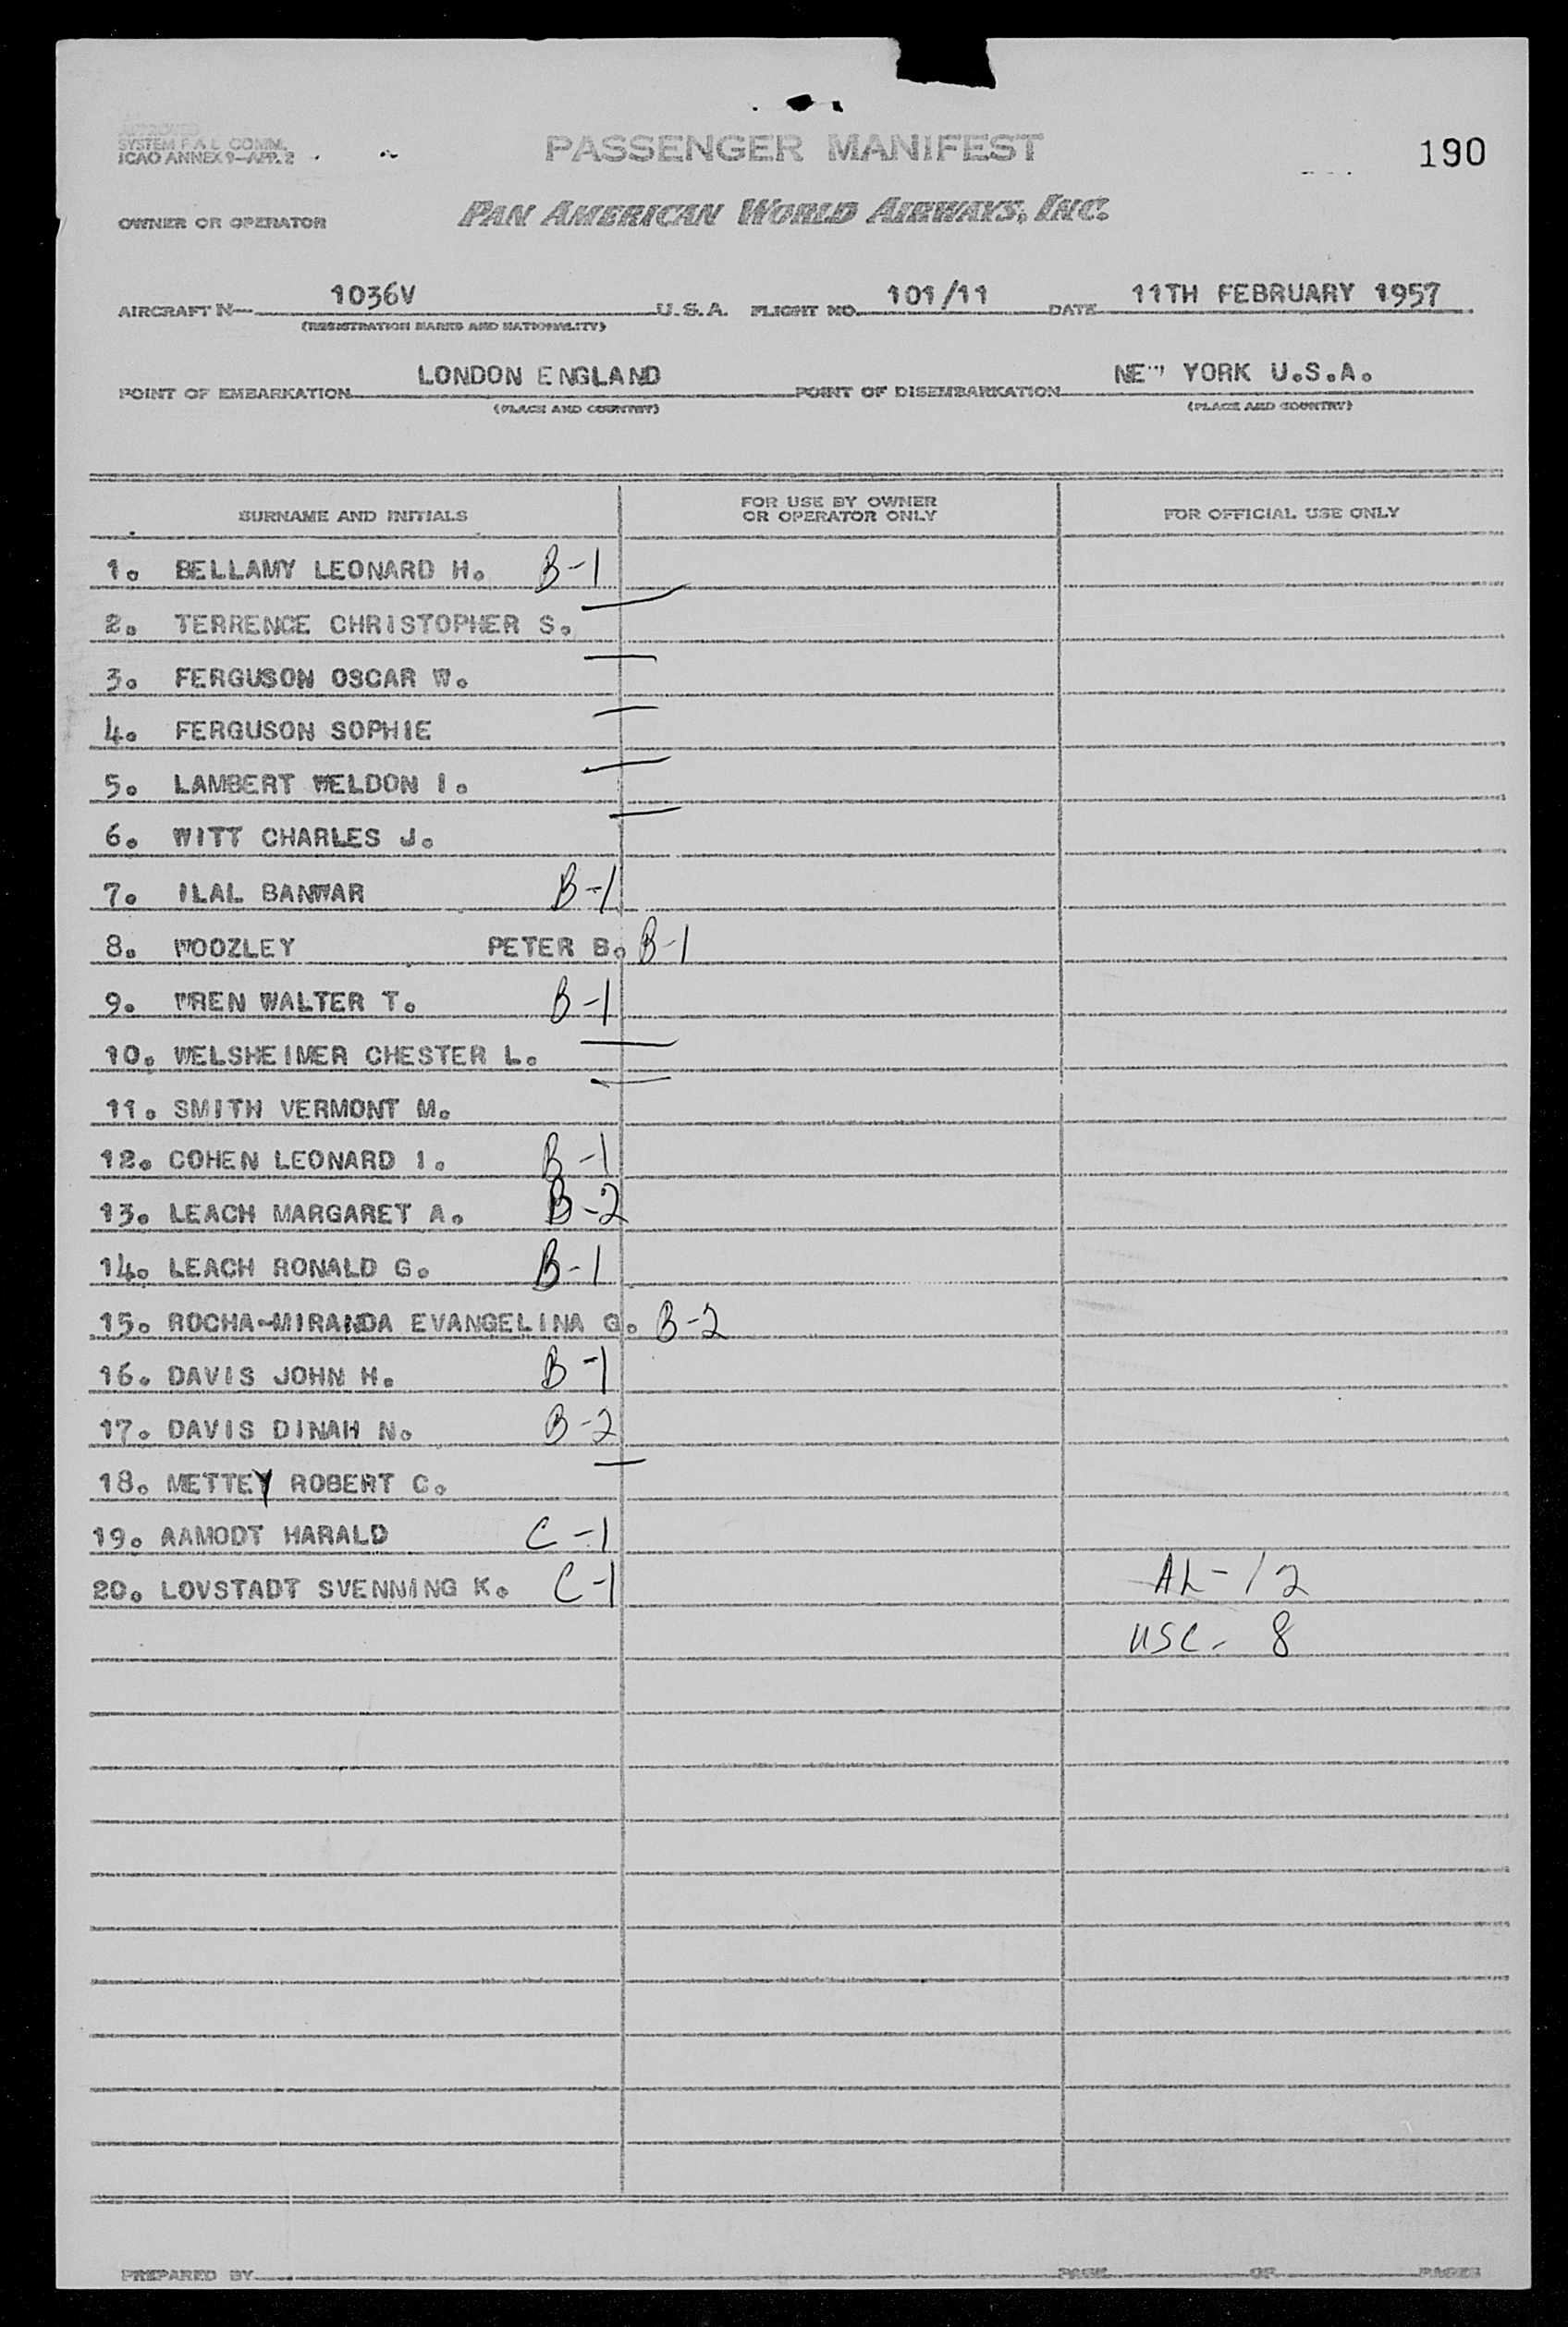 APPROVED
SYSTEM F A L COMM.
ICAO ANNEX 9—APP. 2
PASSENGER MANIFEST
190
OWNER OR OPERATOR PAN AMERICAN WORLD AIRWAYS, INC.
AIRCRAFT N 1036V U.S.A. FLIGHT NO. 101/11 DATE 11TH FEBRUARY 1957
(REGISTRATION MARKS AND NATIONALITY)
POINT OF EMBARKATION LONDON ENGLAND POINT OF DISEMBARKATION NEW YORK U.S.A.
(PLACE AND COUNTRY) (PLACE AND COUNTRY)
SURNAME AND INITIALS FOR USE BY OWNER OR OPERATOR ONLY FOR OFFICIAL USE ONLY
1. BELLAMY LEONARD H. B-1
2. TERRENCE CHRISTOPHER S.
3. FERGUSON OSCAR W.
4. FERGUSON SOPHIE
5. LAMBERT WELDON I.
6. WITT CHARLES J.
7. ILAL BANWAR B-1
8. WOOZLEY PETER B. B-1
9. WREN WALTER T. B-1
10. WELSHEIMER CHESTER L.
11. SMITH VERMONT M.
12. COHEN LEONARD I. B-1
13. LEACH MARGARET A. B-2
14. LEACH RONALD G. B-1
15. ROCHA-MIRANDA EVANGELINA G. B-2
16. DAVIS JOHN H. B-1
17. DAVIS DINAH N. B-2
18. METTEY ROBERT C.
19. AAMODT HARALD C-1
20. LOVSTADT SVENNING K. C-1 AL-12
USC- 8
PREPARED BY PAGE OF PAGES